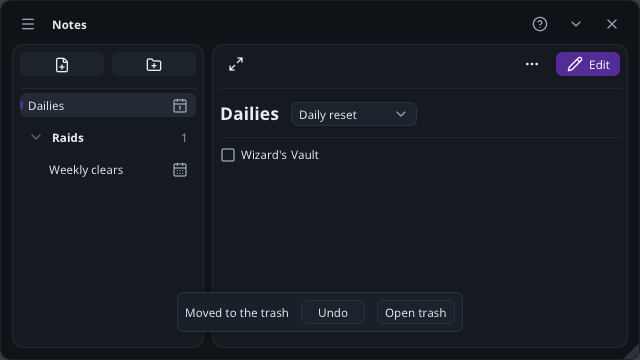 Notes
Edit
Dailies
Dailies
Daily reset
Raids
1
Wizard's Vault
Weekly clears
Moved to the trash
Undo
Open trash